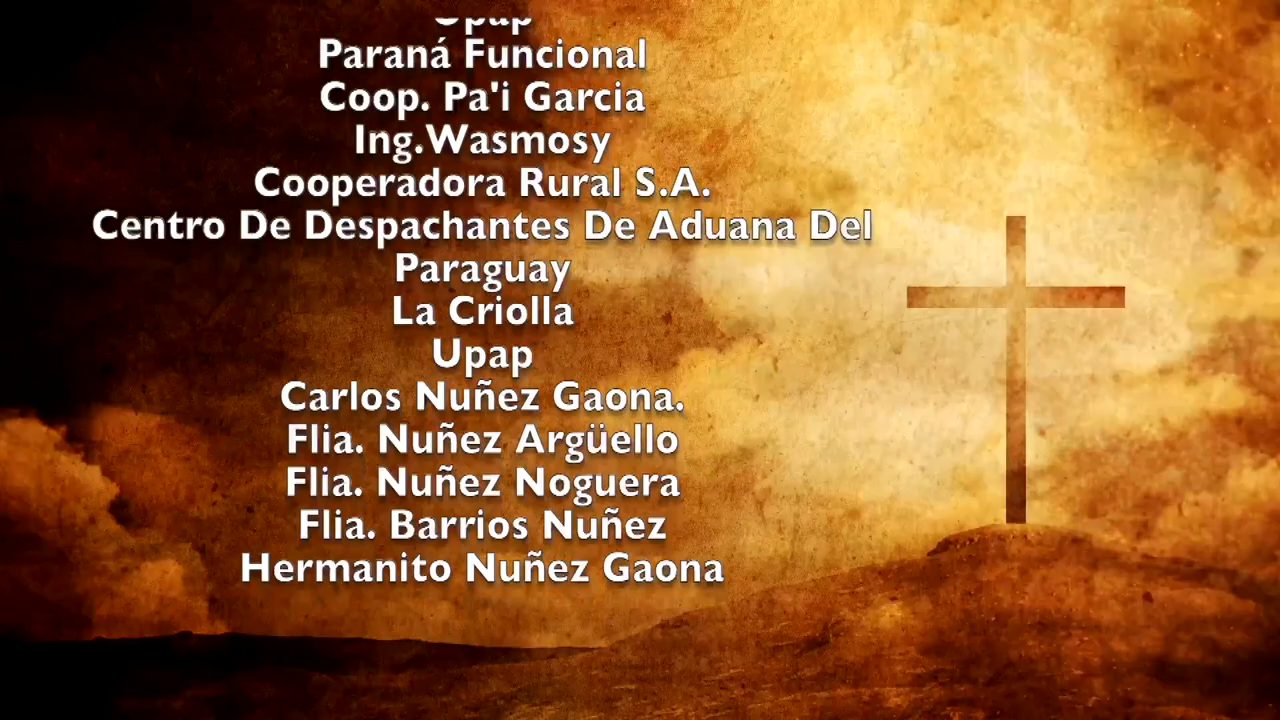 Paraná Funcional
Coop. Pa'i Garcia
Ing.Wasmosy
Cooperadora Rural S.A.
Centro De Despachantes De Aduana Del
Paraguay
La Criolla
Upap
Carlos Nuñez Gaona.
Flia. Nuñez Argüello
Flia. Nuñez Noguera
Flia. Barrios Nuñez
Hermanito Nuñez Gaona